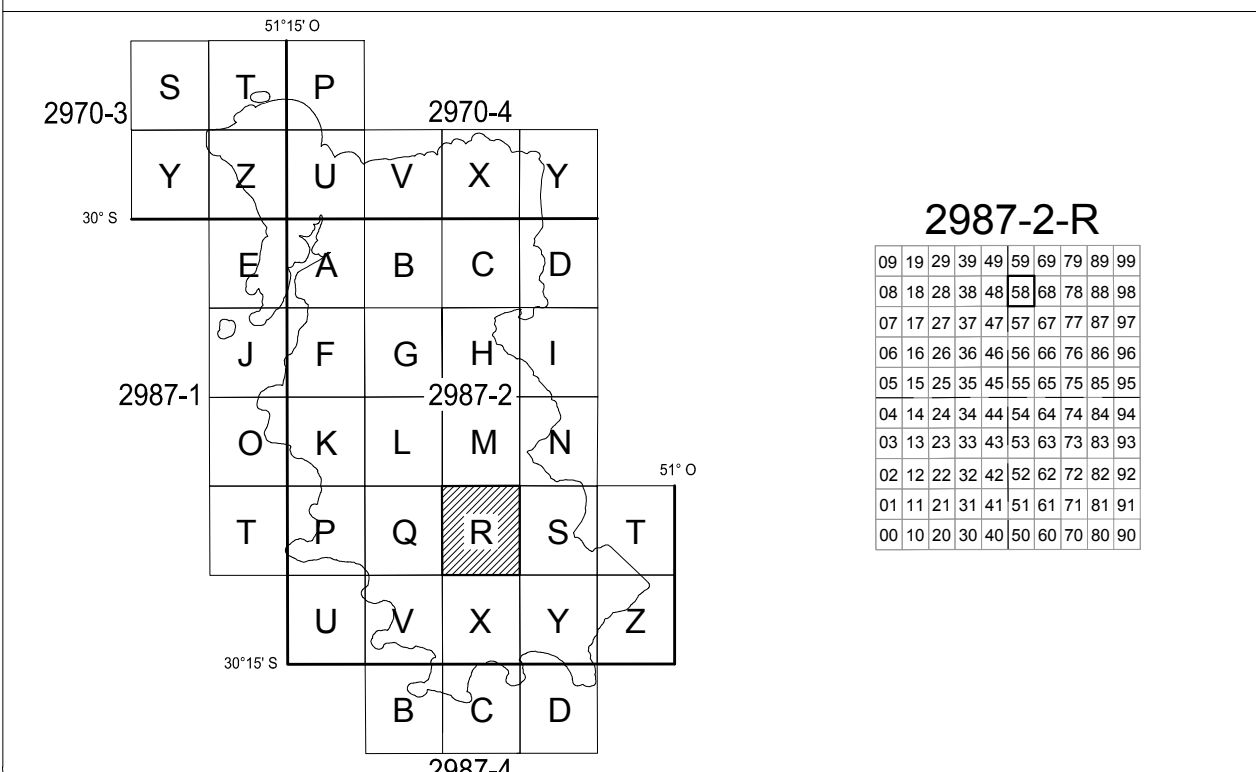 51°15' O
S T P
2970-3
2970-4
Y Z U V X Y
30° S
E A B C D
J F G H I
2987-1
2987-2
O K L M N
51° O
T P Q R S T
U V X Y Z
30°15' S
B C D
2987-4
2987-2-R
09 19 29 39 49 59 69 79 89 99
08 18 28 38 48 58 68 78 88 98
07 17 27 37 47 57 67 77 87 97
06 16 26 36 46 56 66 76 86 96
05 15 25 35 45 55 65 75 85 95
04 14 24 34 44 54 64 74 84 94
03 13 23 33 43 53 63 73 83 93
02 12 22 32 42 52 62 72 82 92
01 11 21 31 41 51 61 71 81 91
00 10 20 30 40 50 60 70 80 90